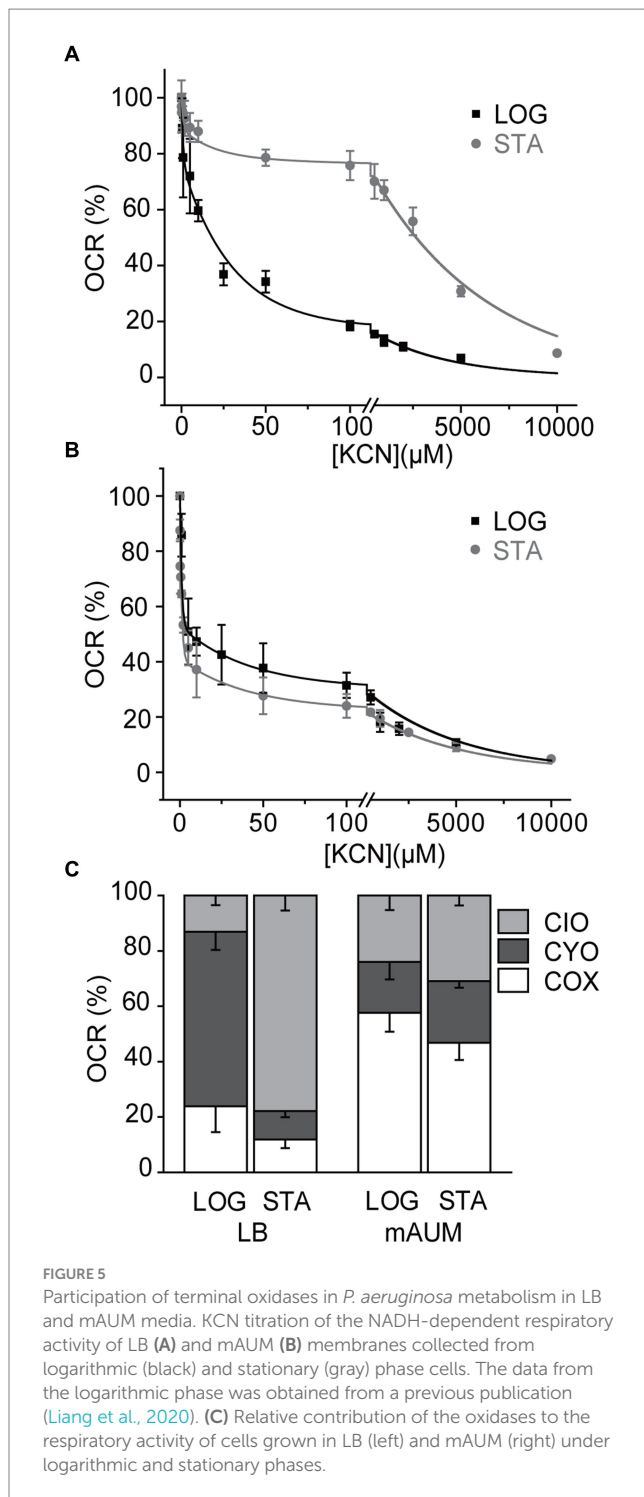 A
100
80
60
40
20
0
OCR (%)
LOG
STA
0 50 100 5000 10000
[KCN](µM)
B
100
80
60
40
20
0
OCR (%)
LOG
STA
0 50 100 5000 10000
[KCN](µM)
C
100
80
60
40
20
0
OCR (%)
CIO
CYO
COX
LOG STA LOG STA
LB mAUM
FIGURE 5
Participation of terminal oxidases in P. aeruginosa metabolism in LB
and mAUM media. KCN titration of the NADH-dependent respiratory
activity of LB (A) and mAUM (B) membranes collected from
logarithmic (black) and stationary (gray) phase cells. The data from
the logarithmic phase was obtained from a previous publication
(Liang et al., 2020). (C) Relative contribution of the oxidases to the
respiratory activity of cells grown in LB (left) and mAUM (right) under
logarithmic and stationary phases.